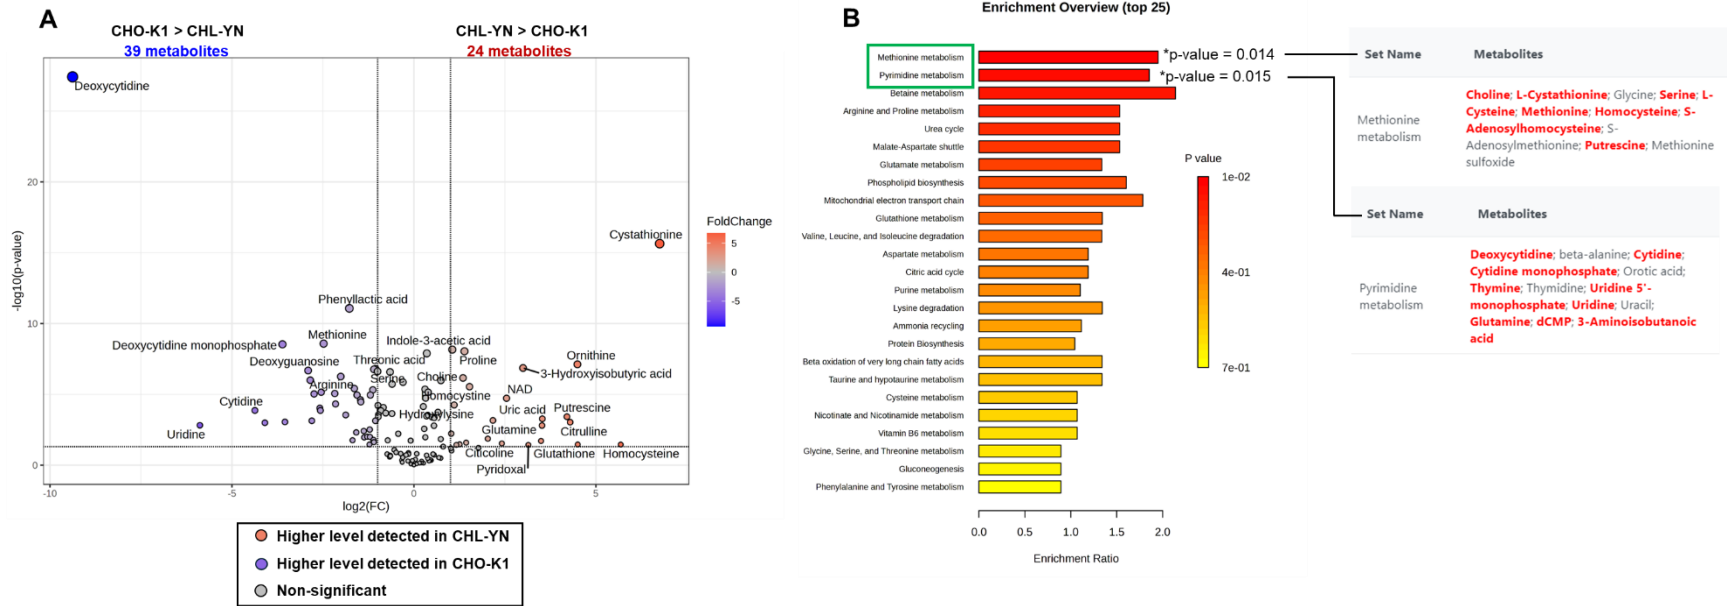 A
CHO-K1 > CHL-YN
39 metabolites
CHL-YN > CHO-K1
24 metabolites
Deoxycytidine
Cystathionine
Phenyllactic acid
Deoxycytidine monophosphate
Methionine
Indole-3-acetic acid
Deoxyguanosine
Threonic acid
Proline
Ornithine
3-Hydroxyisobutyric acid
Arginine
Serine
Choline
NAD
Homocystine
Cytidine
Hydroxylysine
Uric acid
Putrescine
Uridine
Glutamine
Citrulline
Citicoline
Glutathione
Homocysteine
Pyridoxal
-log10(p-value)
20
10
0
-10
-5
0
5
log2(FC)
FoldChange
5
0
-5
Higher level detected in CHL-YN
Higher level detected in CHO-K1
Non-significant
B
Enrichment Overview (top 25)
Methionine metabolism
*p-value = 0.014
Pyrimidine metabolism
*p-value = 0.015
Betaine metabolism
Arginine and Proline metabolism
Urea cycle
Malate-Aspartate shuttle
Glutamate metabolism
Phospholipid biosynthesis
Mitochondrial electron transport chain
Glutathione metabolism
Valine, Leucine, and Isoleucine degradation
Aspartate metabolism
Citric acid cycle
Purine metabolism
Lysine degradation
Ammonia recycling
Protein Biosynthesis
Beta oxidation of very long chain fatty acids
Taurine and hypotaurine metabolism
Cysteine metabolism
Nicotinate and Nicotinamide metabolism
Vitamin B6 metabolism
Glycine, Serine, and Threonine metabolism
Gluconeogenesis
Phenylalanine and Tyrosine metabolism
0.0
0.5
1.0
1.5
2.0
Enrichment Ratio
P value
1e-02
4e-01
7e-01
Set Name
Metabolites
Methionine
metabolism
Choline; L-Cystathionine; Glycine; Serine; L-
Cysteine; Methionine; Homocysteine; S-
Adenosylhomocysteine; S-
Adenosylmethionine; Putrescine; Methionine
sulfoxide
Set Name
Metabolites
Pyrimidine
metabolism
Deoxycytidine; beta-alanine; Cytidine;
Cytidine monophosphate; Orotic acid;
Thymine; Thymidine; Uridine 5'-
monophosphate; Uridine; Uracil;
Glutamine; dCMP; 3-Aminoisobutanoic
acid